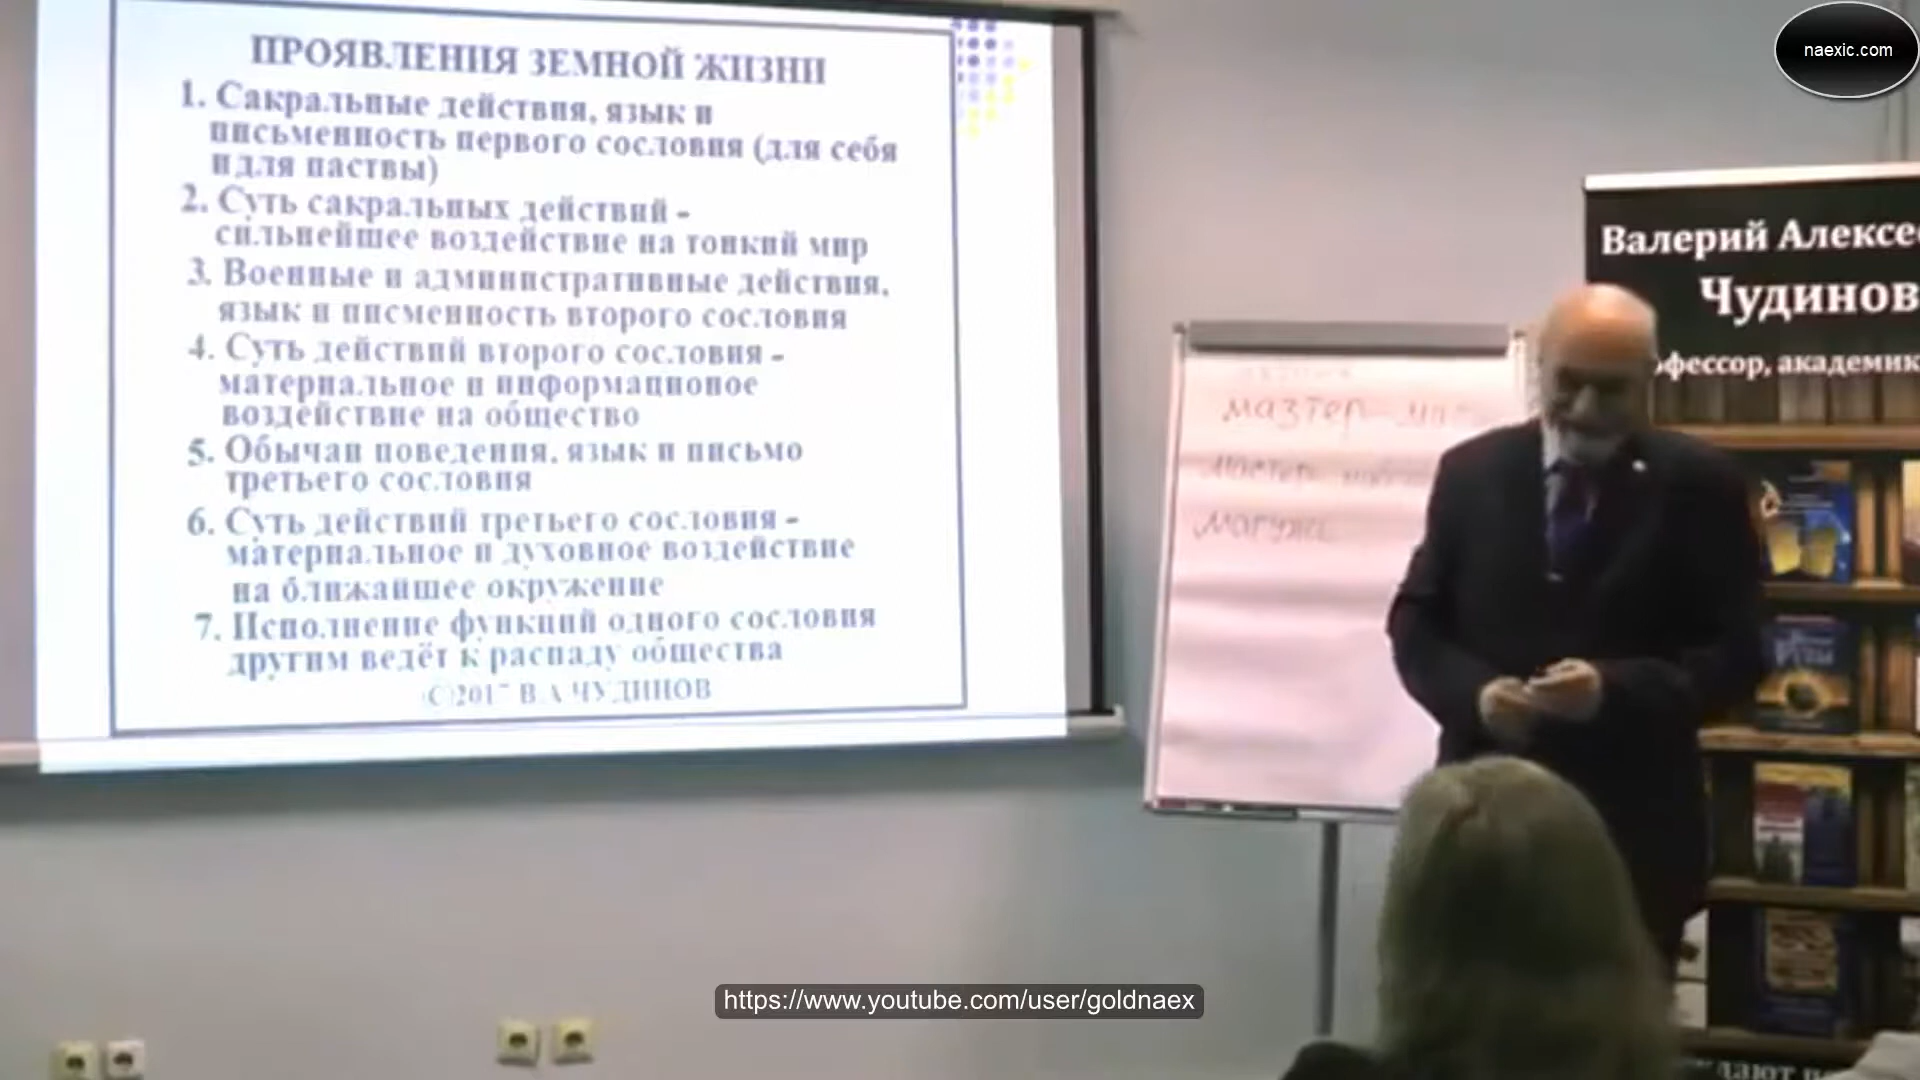 ПРОЯВЛЕНИЯ ЗЕМНОЙ ЖИЗНИ
1. Сакральные действия, язык и
письменность первого сословия (для себя
и для паствы)
2. Суть сакральных действий -
сильнейшее воздействие на тонкий мир
3. Военные и административные действия,
язык и писменность второго сословия
4. Суть действий второго сословия -
материальное и информационое
воздействие на общество
5. Обычаи поведения, язык и письмо
третьего сословия
6. Суть действий третьего сословия -
материальное и духовное воздействие
на ближайшее окружение
7. Исполнение функций одного сословия
другим ведёт к распаду общества
©2017 В.А.ЧУДИНОВ
мазтер
мастер
могужа
naexic.com
Валерий Алексе
Чудинов
офессор, академик
https://www.youtube.com/user/goldnaex